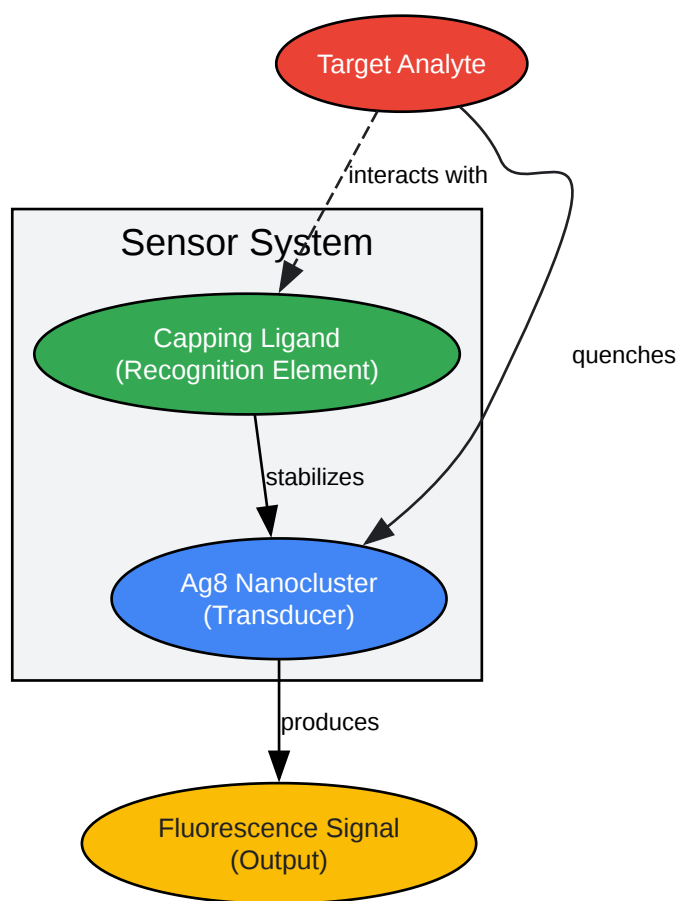 Target Analyte
interacts with
Sensor System
Capping Ligand
(Recognition Element)
quenches
stabilizes
Ag8 Nanocluster
(Transducer)
produces
Fluorescence Signal
(Output)